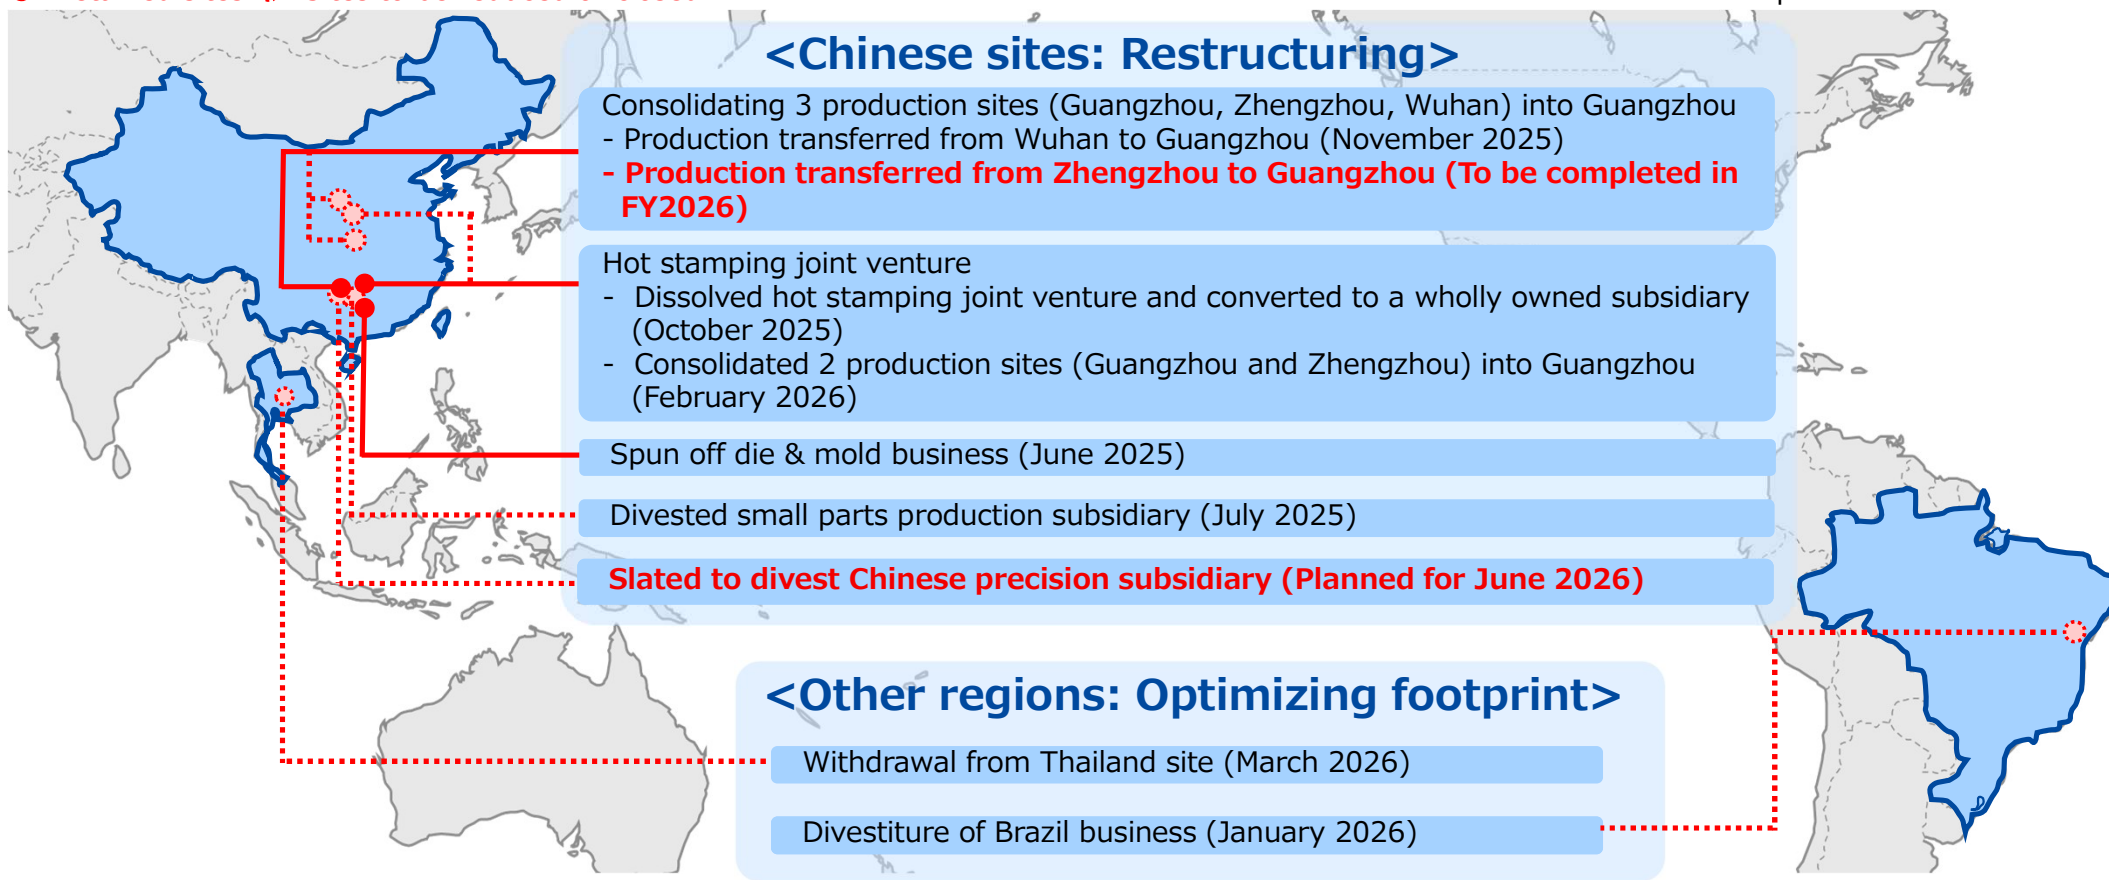 <Chinese sites: Restructuring>
Consolidating 3 production sites (Guangzhou, Zhengzhou, Wuhan) into Guangzhou
- Production transferred from Wuhan to Guangzhou (November 2025)
- Production transferred from Zhengzhou to Guangzhou (To be completed in
FY2026)
Hot stamping joint venture
- Dissolved hot stamping joint venture and converted to a wholly owned subsidiary
(October 2025)
- Consolidated 2 production sites (Guangzhou and Zhengzhou) into Guangzhou
(February 2026)
Spun off die & mold business (June 2025)
Divested small parts production subsidiary (July 2025)
Slated to divest Chinese precision subsidiary (Planned for June 2026)
<Other regions: Optimizing footprint>
Withdrawal from Thailand site (March 2026)
Divestiture of Brazil business (January 2026)